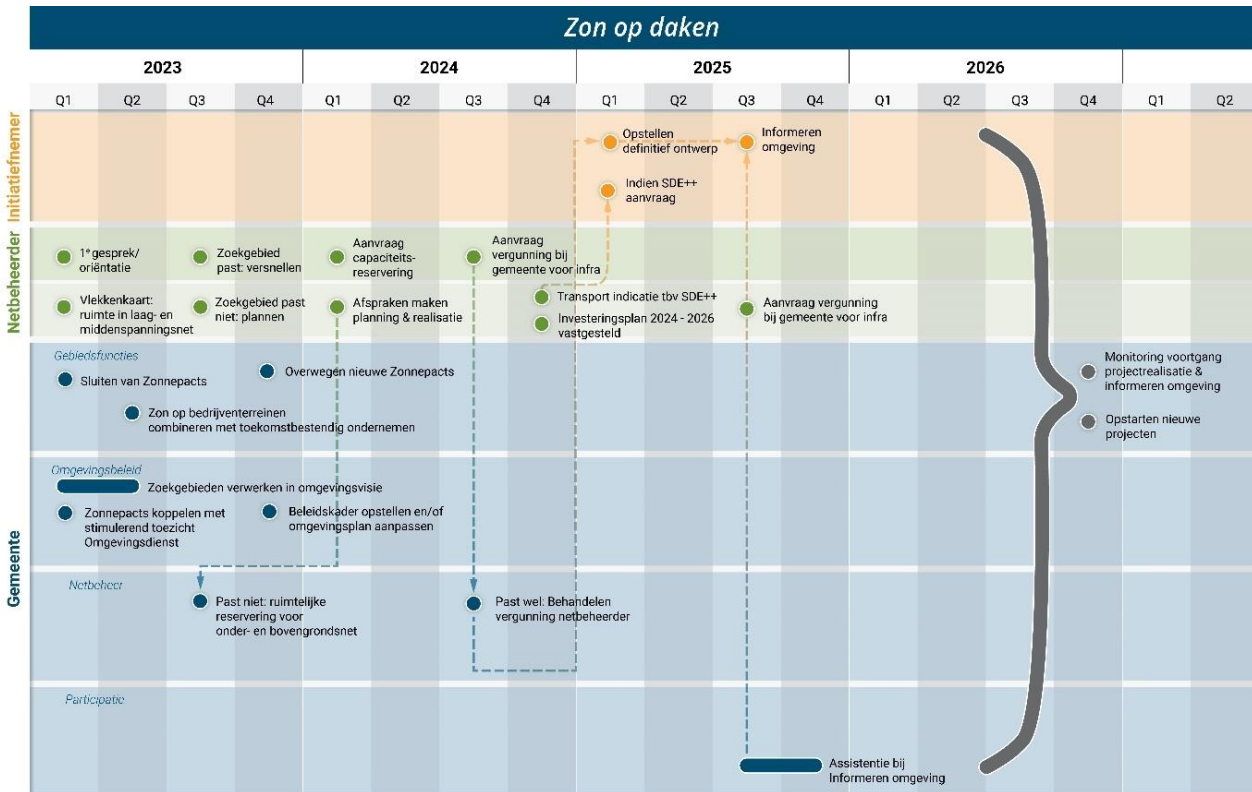 Zon op daken
2023
2024
2025
2026
Q1
Q2
Q3
Q4
Q1
Q2
Q3
Q4
Q1
Q2
Q3
Q4
Q1
Q2
Q3
Q4
Q1
Q2
Initiatiefnemer
Opstellen
definitief ontwerp
Informeren
omgeving
Indien SDE++
aanvraag
Netbeheerder
1e gesprek/
oriëntatie
Zoekgebied
past: versnellen
Aanvraag
capaciteits-
reservering
Aanvraag
vergunning bij
gemeente voor infra
Vlekkenkaart:
ruimte in laag- en
middenspanningsnet
Zoekgebied past
niet: plannen
Afspraken maken
planning & realisatie
Transport indicatie tbv SDE++
Investeringsplan 2024 - 2026
vastgesteld
Aanvraag vergunning
bij gemeente voor infra
Gemeente
Gebiedsfuncties
Sluiten van Zonnepacts
Overwegen nieuwe Zonnepacts
Zon op bedrijventerreinen
combineren met toekomstbestendig ondernemen
Monitoring voortgang
projectrealisatie &
informeren omgeving
Opstarten nieuwe
projecten
Omgevingsbeleid
Zoekgebieden verwerken in omgevingsvisie
Zonnepacts koppelen met
stimulerend toezicht
Omgevingsdienst
Beleidskader opstellen en/of
omgevingsplan aanpassen
Netbeheer
Past niet: ruimtelijke
reservering voor
onder- en bovengrondsnet
Past wel: Behandelen
vergunning netbeheerder
Participatie
Assistentie bij
Informeren omgeving